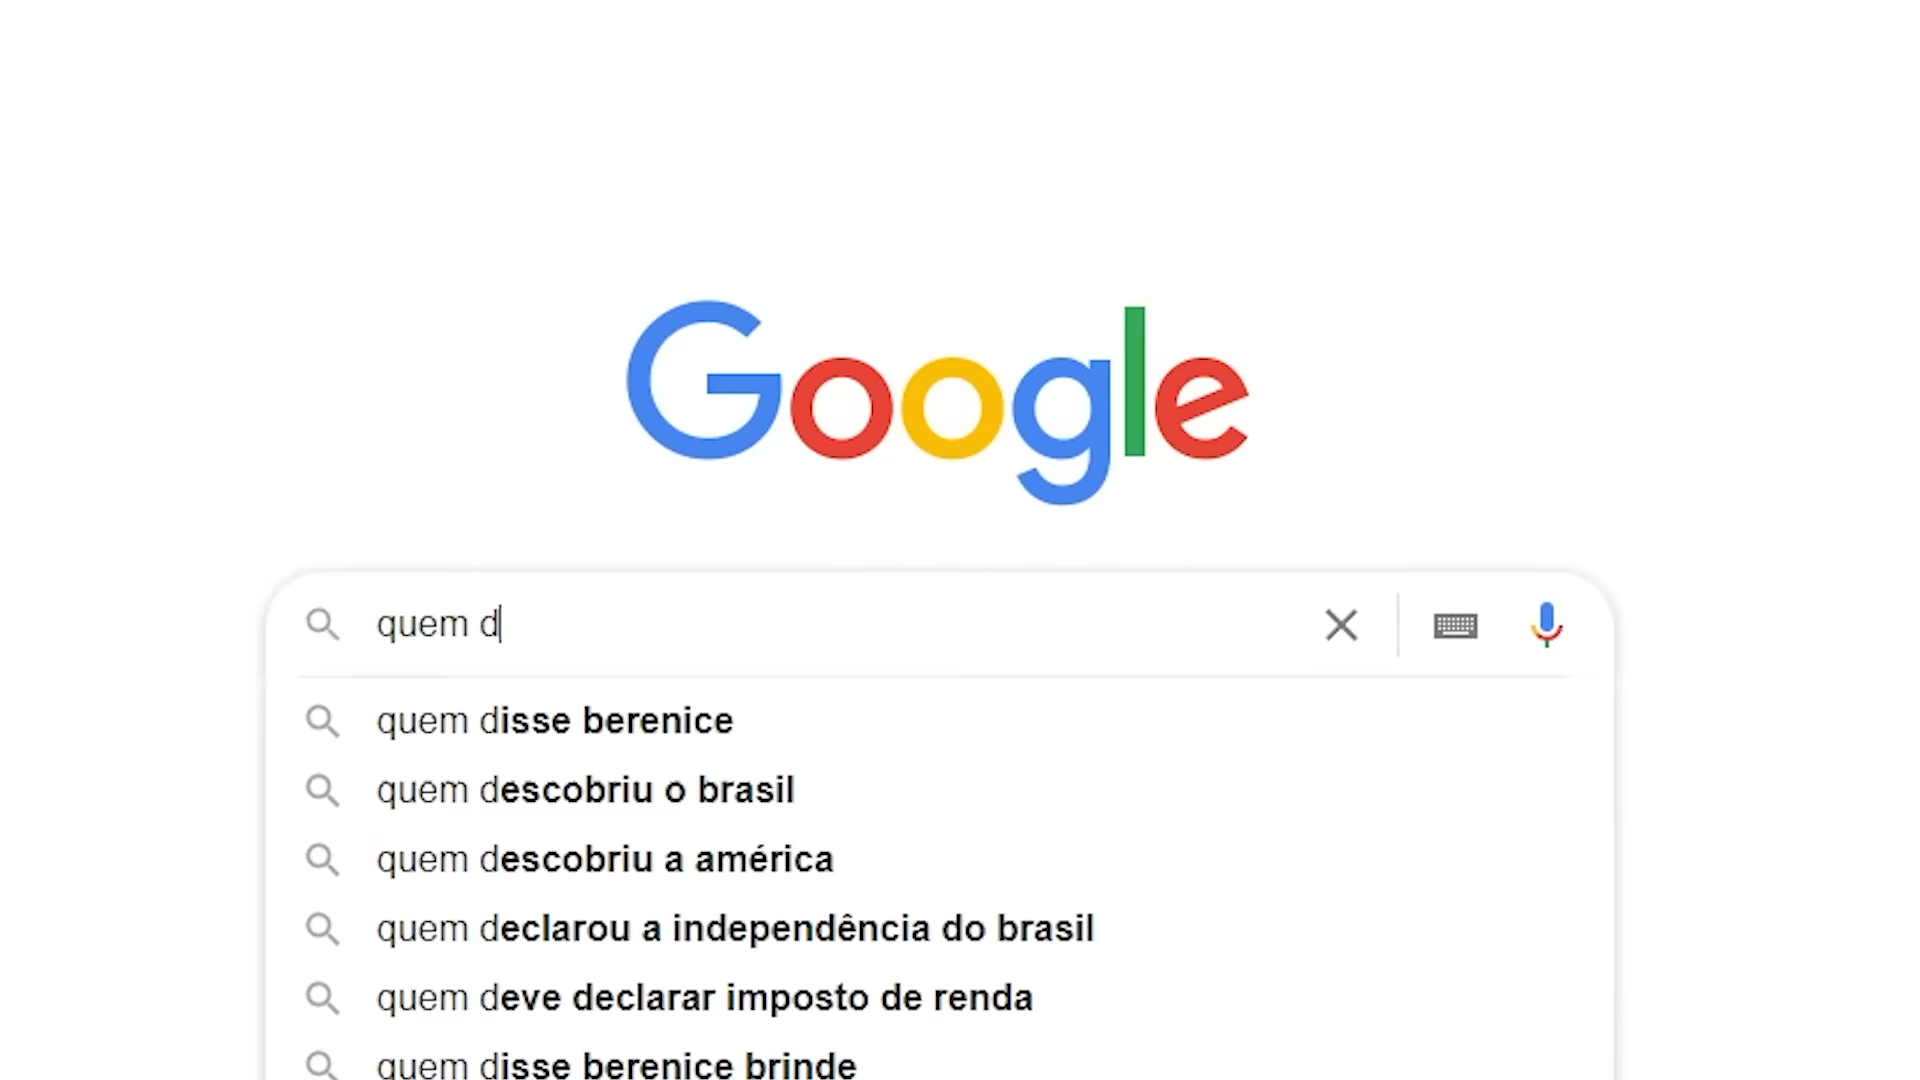 Google
quem d
quem disse berenice
quem descobriu o brasil
quem descobriu a américa
quem declarou a independência do brasil
quem deve declarar imposto de renda
quem disse berenice brinde